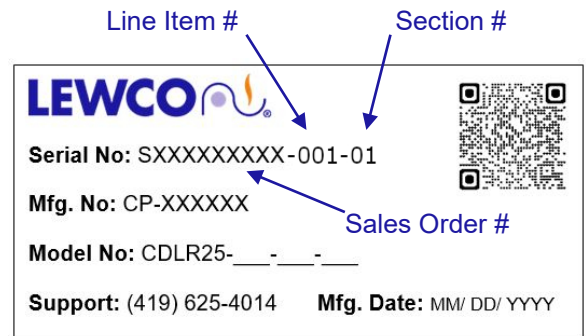 Line Item # Section #
LEWCO
Serial No: SXXXXXXXXX-001-01
Mfg. No: CP-XXXXXX
Sales Order #
Model No: CDLR25-___-___-___
Support: (419) 625-4014 Mfg. Date: MM/ DD/ YYYY